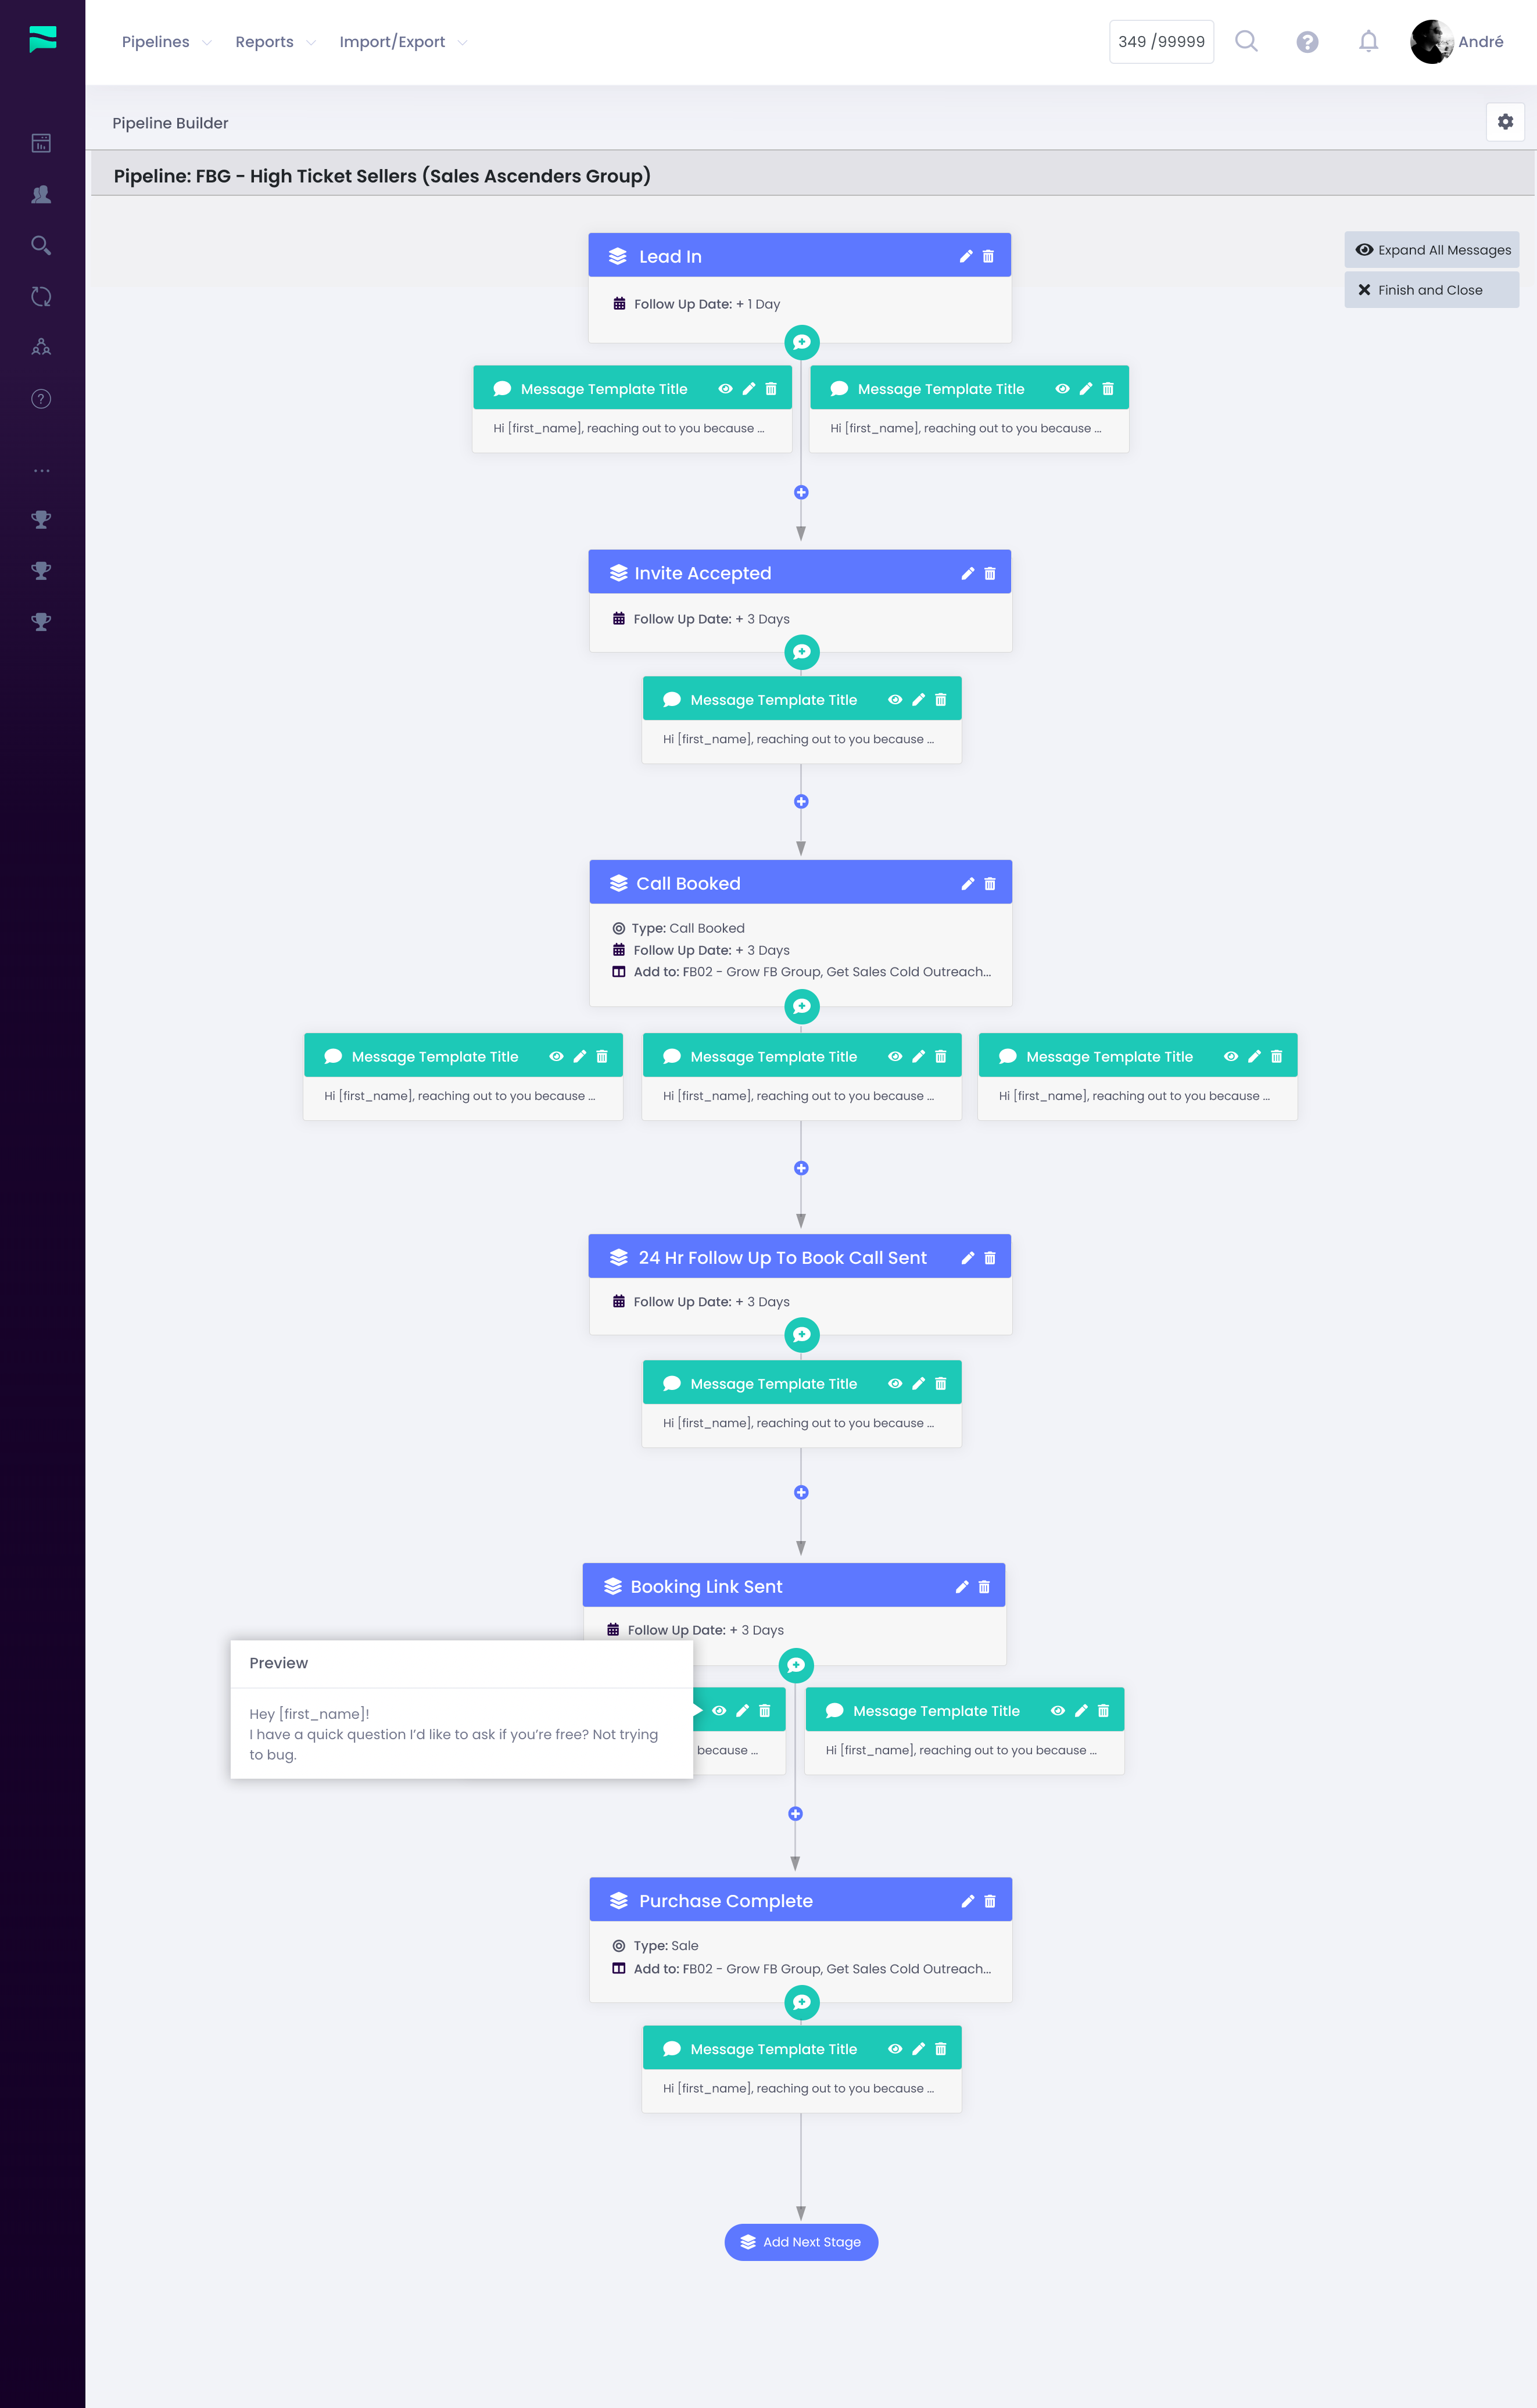 Pipelines
Reports
Import/Export
349 /99999
André
Pipeline Builder
Pipeline: FBG - High Ticket Sellers (Sales Ascenders Group)
Expand All Messages
Finish and Close
Lead In
Follow Up Date: + 1 Day
Message Template Title
Message Template Title
Hi [first_name], reaching out to you because ...
Hi [first_name], reaching out to you because ...
Invite Accepted
Follow Up Date: + 3 Days
Message Template Title
Hi [first_name], reaching out to you because ...
Call Booked
Type: Call Booked
Follow Up Date: + 3 Days
Add to: FB02 - Grow FB Group, Get Sales Cold Outreach...
Message Template Title
Message Template Title
Message Template Title
Hi [first_name], reaching out to you because ...
Hi [first_name], reaching out to you because ...
Hi [first_name], reaching out to you because ...
24 Hr Follow Up To Book Call Sent
Follow Up Date: + 3 Days
Message Template Title
Hi [first_name], reaching out to you because ...
Booking Link Sent
Follow Up Date: + 3 Days
Preview
Hey [first_name]!
I have a quick question I’d like to ask if you’re free? Not trying
to bug.
because ...
Message Template Title
Hi [first_name], reaching out to you because ...
Purchase Complete
Type: Sale
Add to: FB02 - Grow FB Group, Get Sales Cold Outreach...
Message Template Title
Hi [first_name], reaching out to you because ...
Add Next Stage